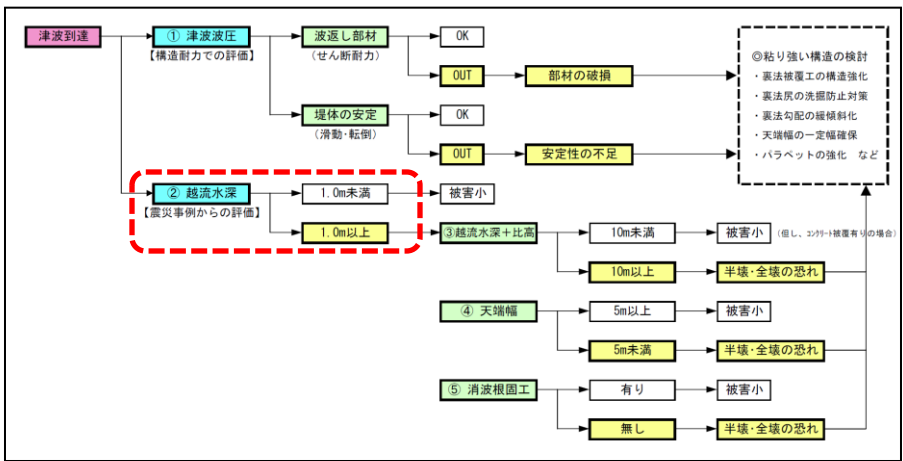 津波到達
① 津波波圧
【構造耐力での評価】
波返し部材
(せん断耐力)
OK
OUT
部材の破損
堤体の安定
(滑動・転倒)
OK
OUT
安定性の不足
◎粘り強い構造の検討
・裏法被覆工の構造強化
・裏法尻の洗掘防止対策
・裏法勾配の緩傾斜化
・天端幅の一定幅確保
・パラペットの強化 など
② 越流水深
【震災事例からの評価】
1.0m未満
被害小
1.0m以上
③越流水深+比高
10m未満
被害小
(但し、コンクリート被覆有りの場合)
10m以上
半壊・全壊の恐れ
④ 天端幅
5m以上
被害小
5m未満
半壊・全壊の恐れ
⑤ 消波根固工
有り
被害小
無し
半壊・全壊の恐れ